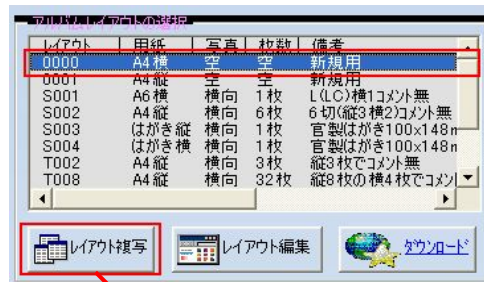 アルバムレイアウトの選択
ﾚｲｱｳﾄ 用紙 写真 枚数 備考
0000 A4横 空 空 新規用
0001 A4縦 空 空 新規用
S001 A6横 横向 1枚 L(LC)横1ｺﾒﾝﾄ無
S002 A4縦 横向 6枚 6切(縦3横2)ｺﾒﾝﾄ無
S003 はがき縦 横向 1枚 官製はがき100x148m
S004 はがき横 横向 1枚 官製はがき100x148m
T002 A4縦 横向 3枚 縦3枚でｺﾒﾝﾄ無
T008 A4縦 横向 32枚 縦8枚の横4枚でｺﾒﾝ
ﾚｲｱｳﾄ複写 ﾚｲｱｳﾄ編集 ﾀﾞｳﾝﾛｰﾄﾞ